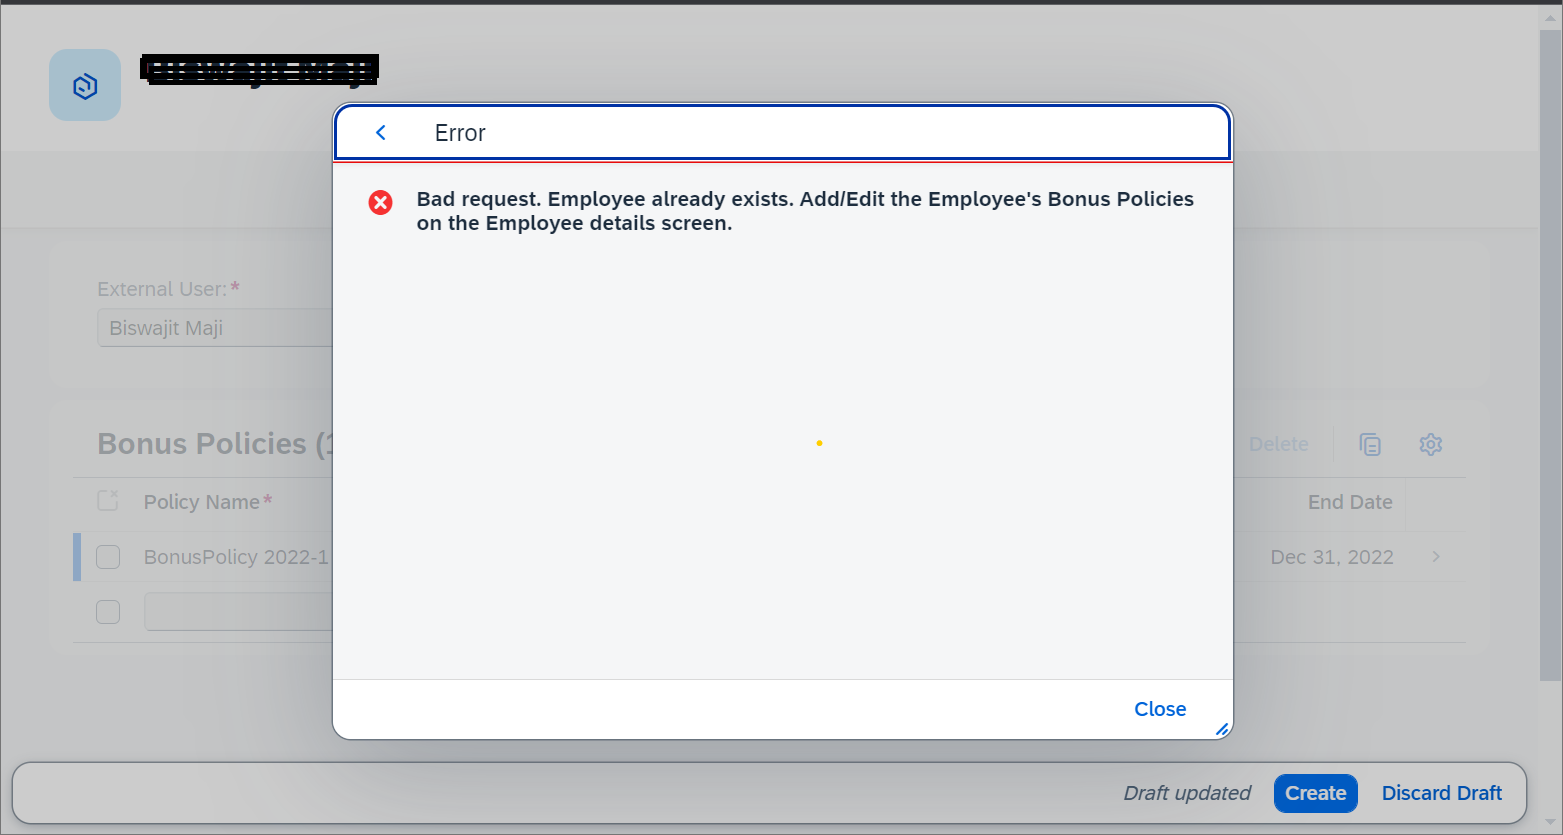 Error
Bad request. Employee already exists. Add/Edit the Employee's Bonus Policies
on the Employee details screen.
External User:*
Biswajit Maji
Bonus Policies (1
Delete
Policy Name*
End Date
BonusPolicy 2022-1
Dec 31, 2022
Close
Draft updated
Create
Discard Draft